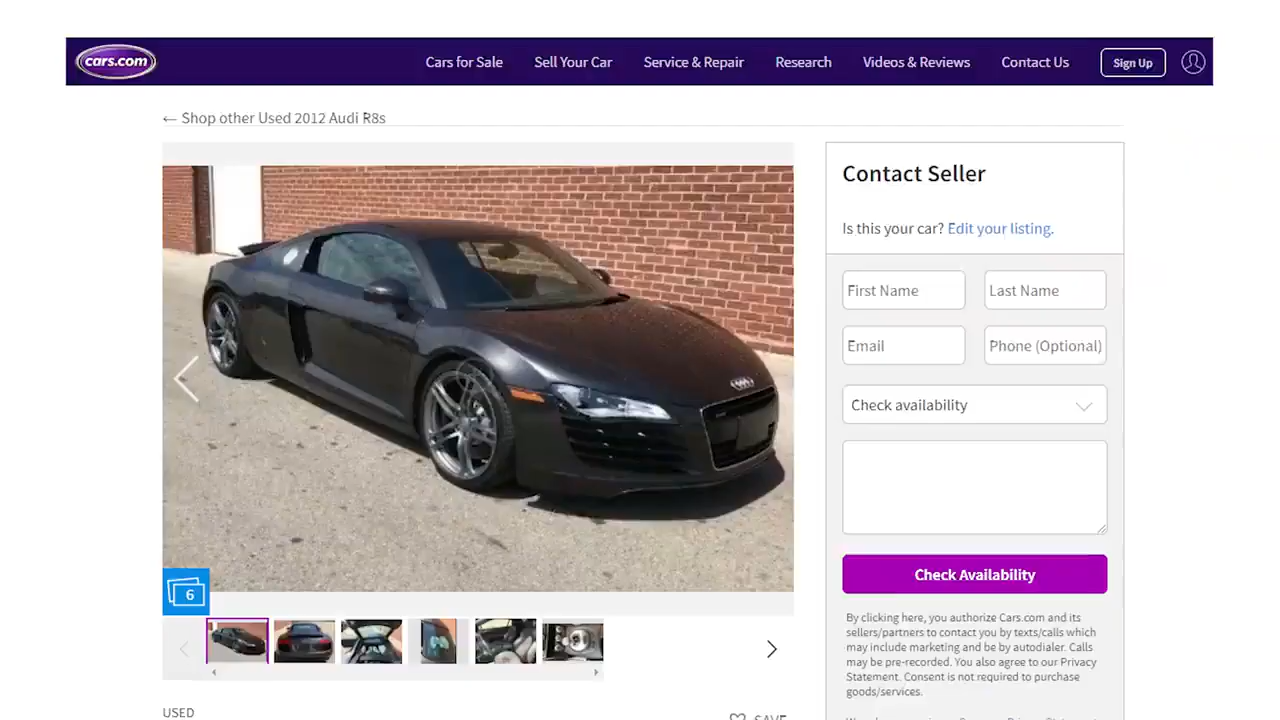 cars.com
Cars for Sale
Sell Your Car
Service & Repair
Research
Videos & Reviews
Contact Us
Sign Up
← Shop other Used 2012 Audi R8s
Contact Seller
Is this your car? Edit your listing.
First Name
Last Name
Email
Phone (Optional)
Check availability
Check Availability
6
By clicking here, you authorize Cars.com and its
sellers/partners to contact you by texts/calls which
may include marketing and be by autodialer. Calls
may be pre-recorded. You also agree to our Privacy
Statement. Consent is not required to purchase
goods/services.
USED
SAVE